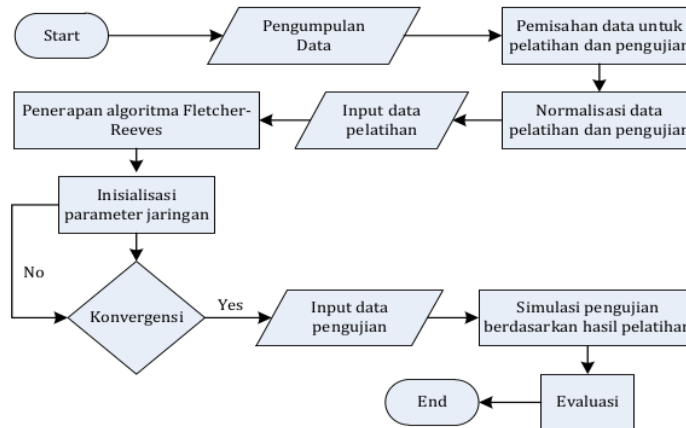 Start
Pengumpulan
Data
Pemisahan data untuk
pelatihan dan pengujian
Penerapan algoritma Fletcher-
Reeves
Input data
pelatihan
Normalisasi data
pelatihan dan pengujian
Inisialisasi
parameter jaringan
No
Konvergensi
Yes
Input data
pengujian
Simulasi pengujian
berdasarkan hasil pelatihan
End
Evaluasi